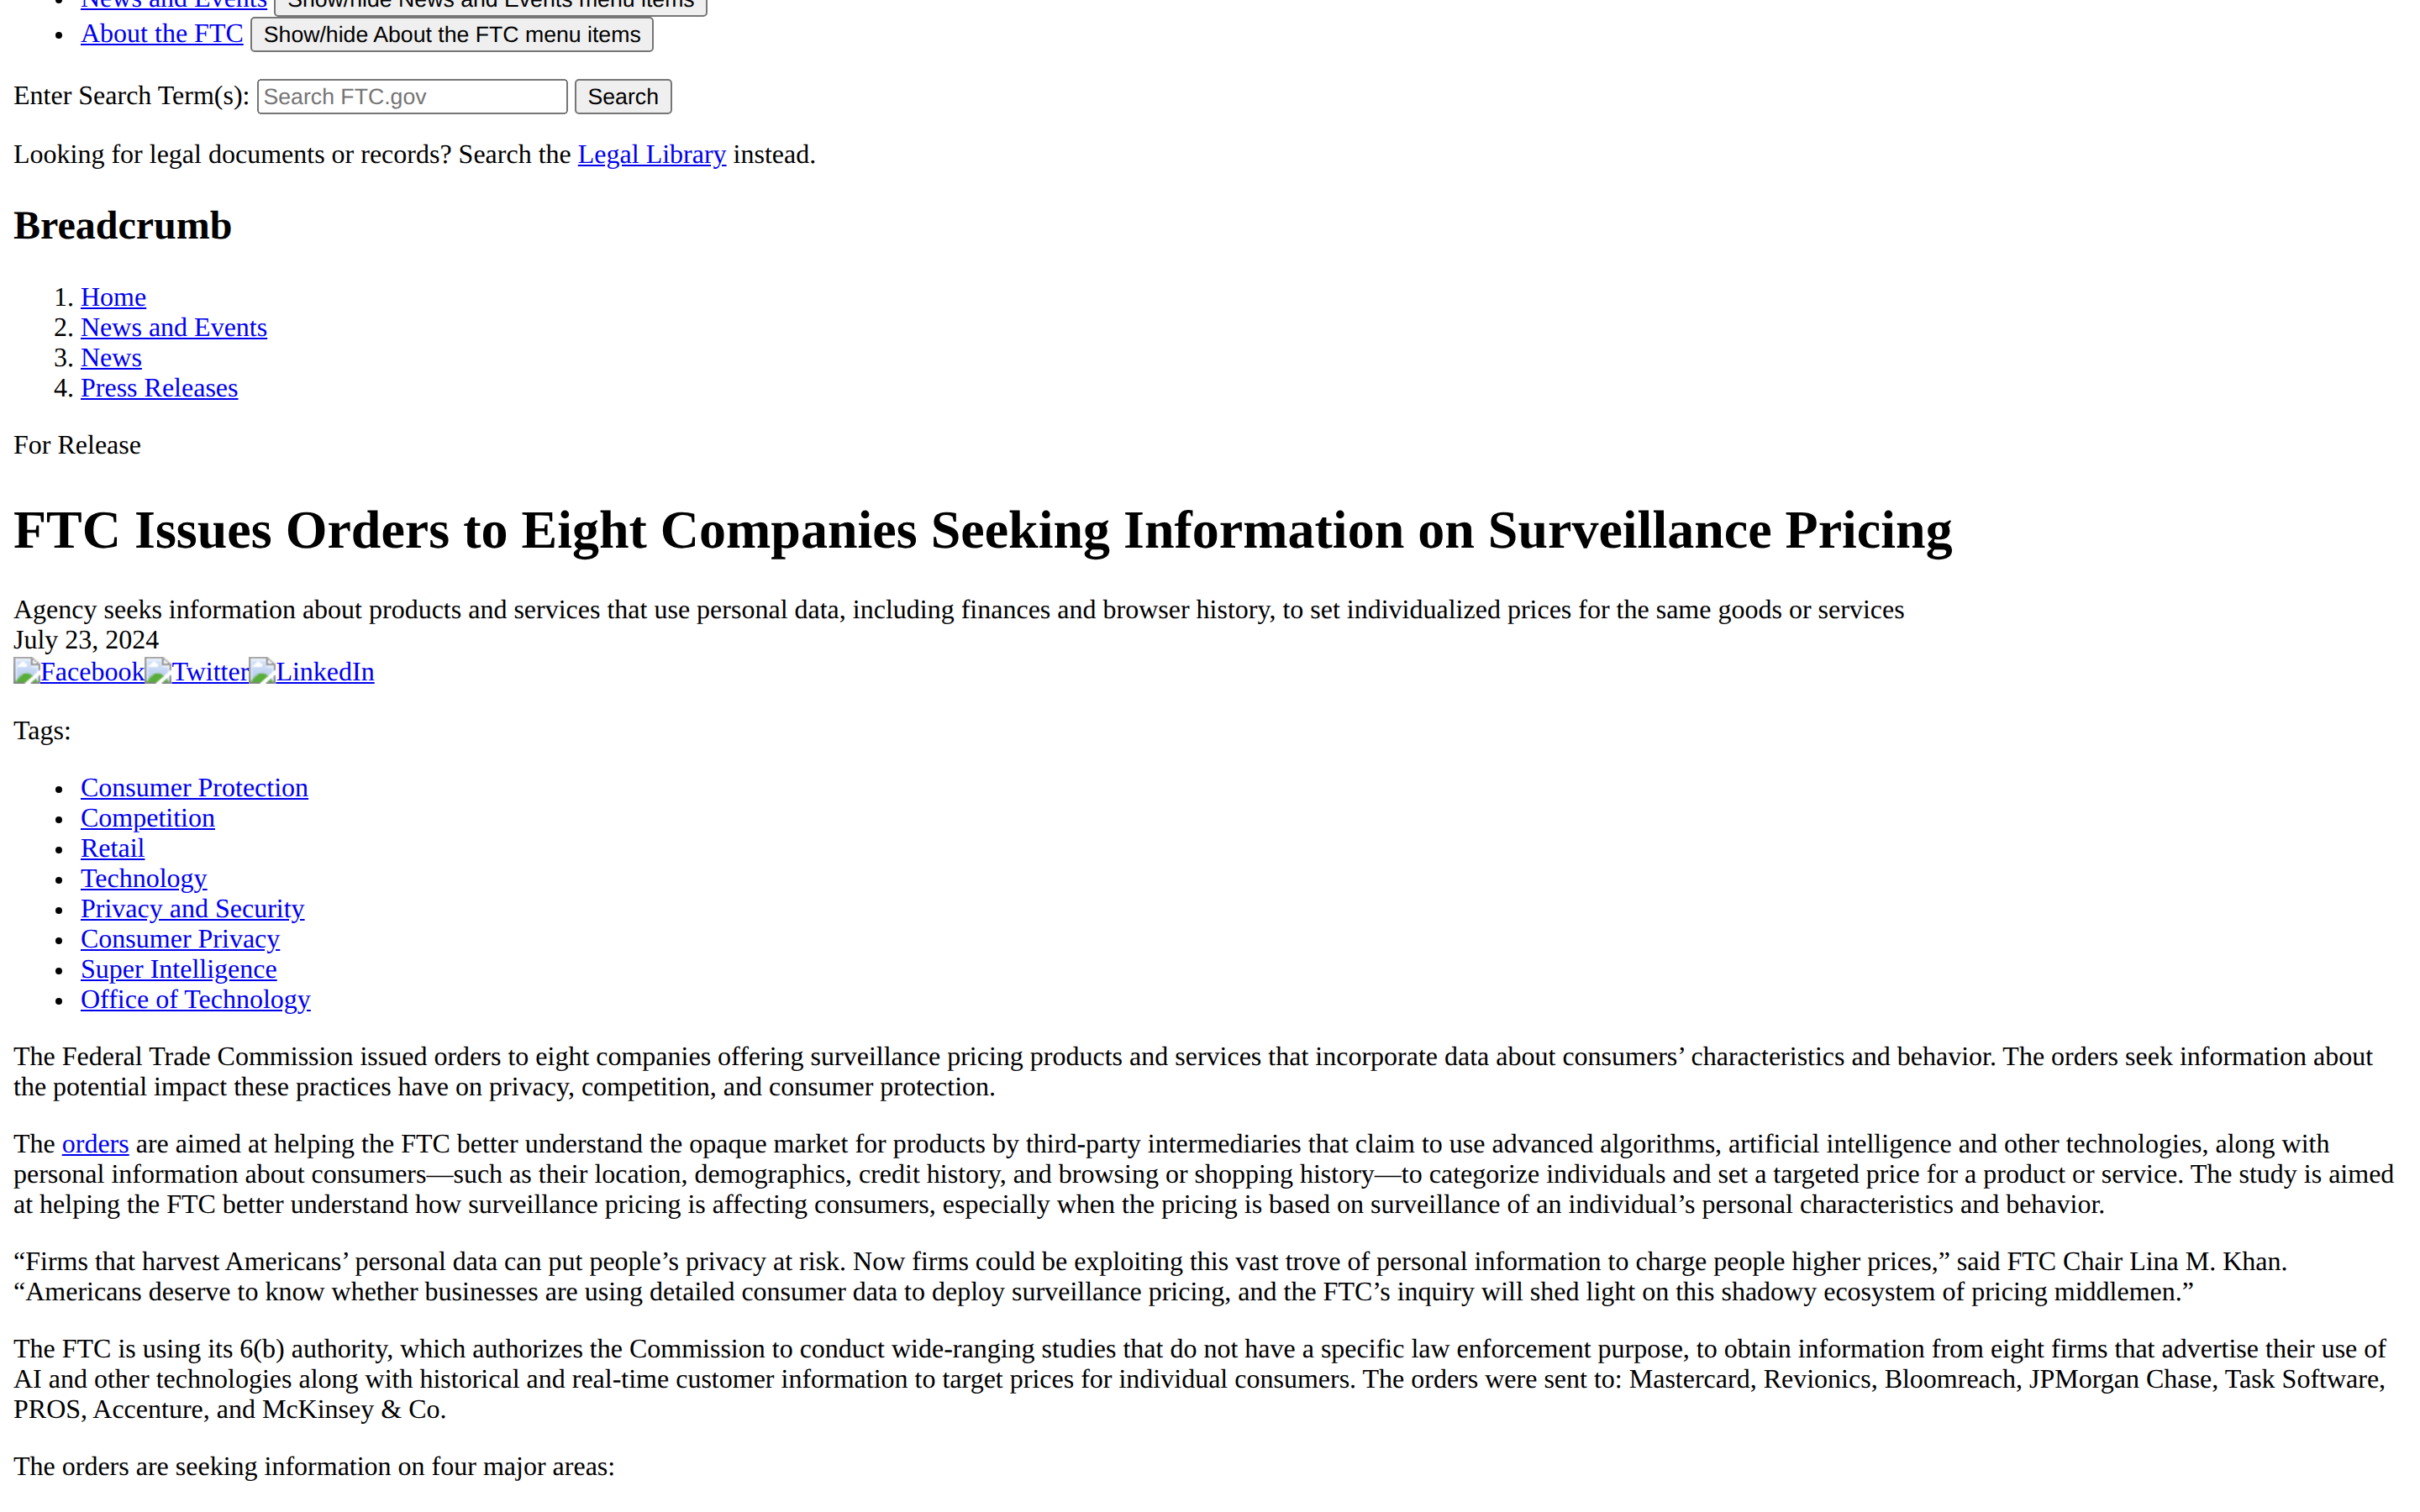 News and Events Show/hide News and Events menu items
About the FTC Show/hide About the FTC menu items
Enter Search Term(s): Search FTC.gov Search
Looking for legal documents or records? Search the Legal Library instead.
Breadcrumb
1. Home
2. News and Events
3. News
4. Press Releases
For Release
FTC Issues Orders to Eight Companies Seeking Information on Surveillance Pricing
Agency seeks information about products and services that use personal data, including finances and browser history, to set individualized prices for the same goods or services
July 23, 2024
Facebook Twitter LinkedIn
Tags:
Consumer Protection
Competition
Retail
Technology
Privacy and Security
Consumer Privacy
Super Intelligence
Office of Technology
The Federal Trade Commission issued orders to eight companies offering surveillance pricing products and services that incorporate data about consumers’ characteristics and behavior. The orders seek information about
the potential impact these practices have on privacy, competition, and consumer protection.
The orders are aimed at helping the FTC better understand the opaque market for products by third-party intermediaries that claim to use advanced algorithms, artificial intelligence and other technologies, along with
personal information about consumers—such as their location, demographics, credit history, and browsing or shopping history—to categorize individuals and set a targeted price for a product or service. The study is aimed
at helping the FTC better understand how surveillance pricing is affecting consumers, especially when the pricing is based on surveillance of an individual’s personal characteristics and behavior.
“Firms that harvest Americans’ personal data can put people’s privacy at risk. Now firms could be exploiting this vast trove of personal information to charge people higher prices,” said FTC Chair Lina M. Khan.
“Americans deserve to know whether businesses are using detailed consumer data to deploy surveillance pricing, and the FTC’s inquiry will shed light on this shadowy ecosystem of pricing middlemen.”
The FTC is using its 6(b) authority, which authorizes the Commission to conduct wide-ranging studies that do not have a specific law enforcement purpose, to obtain information from eight firms that advertise their use of
AI and other technologies along with historical and real-time customer information to target prices for individual consumers. The orders were sent to: Mastercard, Revionics, Bloomreach, JPMorgan Chase, Task Software,
PROS, Accenture, and McKinsey & Co.
The orders are seeking information on four major areas: